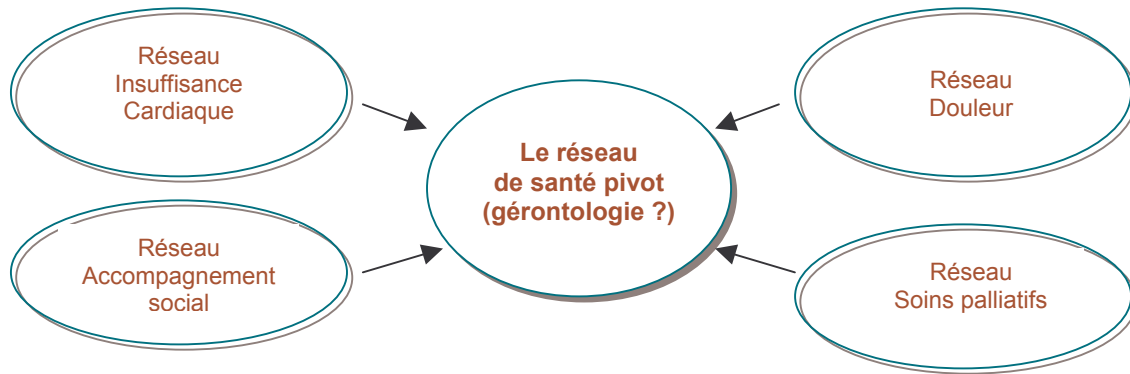 Réseau
Insuffisance
Cardiaque
Réseau
Douleur
Le réseau
de santé pivot
(gérontologie ?)
Réseau
Accompagnement
social
Réseau
Soins palliatifs